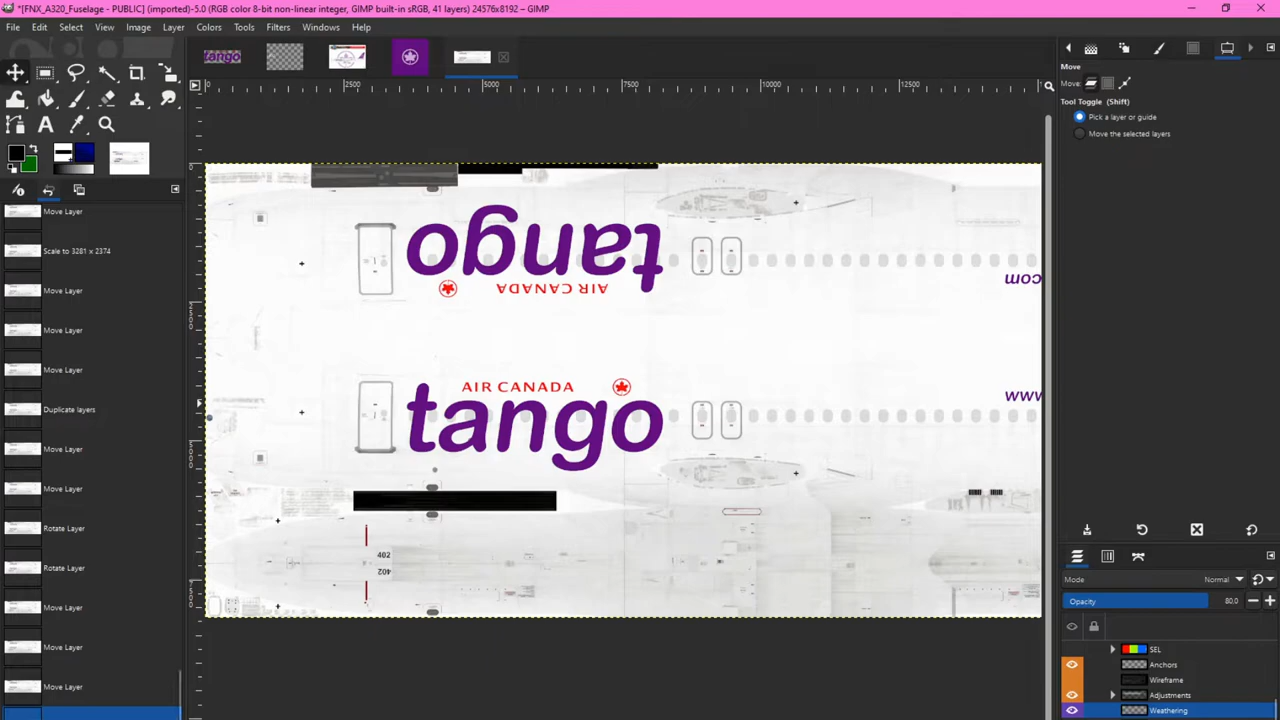 *[FNX_A320_Fuselage - PUBLIC] (imported)-5.0 (RGB color 8-bit non-linear integer, GIMP built-in sRGB, 41 layers) 24576x8192 – GIMP
File Edit Select View Image Layer Colors Tools Filters Windows Help
tango
0 2500 5000 7500 10000 12500
Move
Move:
Tool Toggle (Shift)
Pick a layer or guide
Move the selected layers
Move Layer
Scale to 3281 x 2374
Move Layer
Move Layer
Move Layer
Duplicate layers
Move Layer
Move Layer
Rotate Layer
Rotate Layer
Move Layer
Move Layer
Move Layer
tango
AIR CANADA
com
AIR CANADA
tango
www
402
402
Mode Normal
Opacity 80.0
SEL
Anchors
Wireframe
Adjustments
Weathering